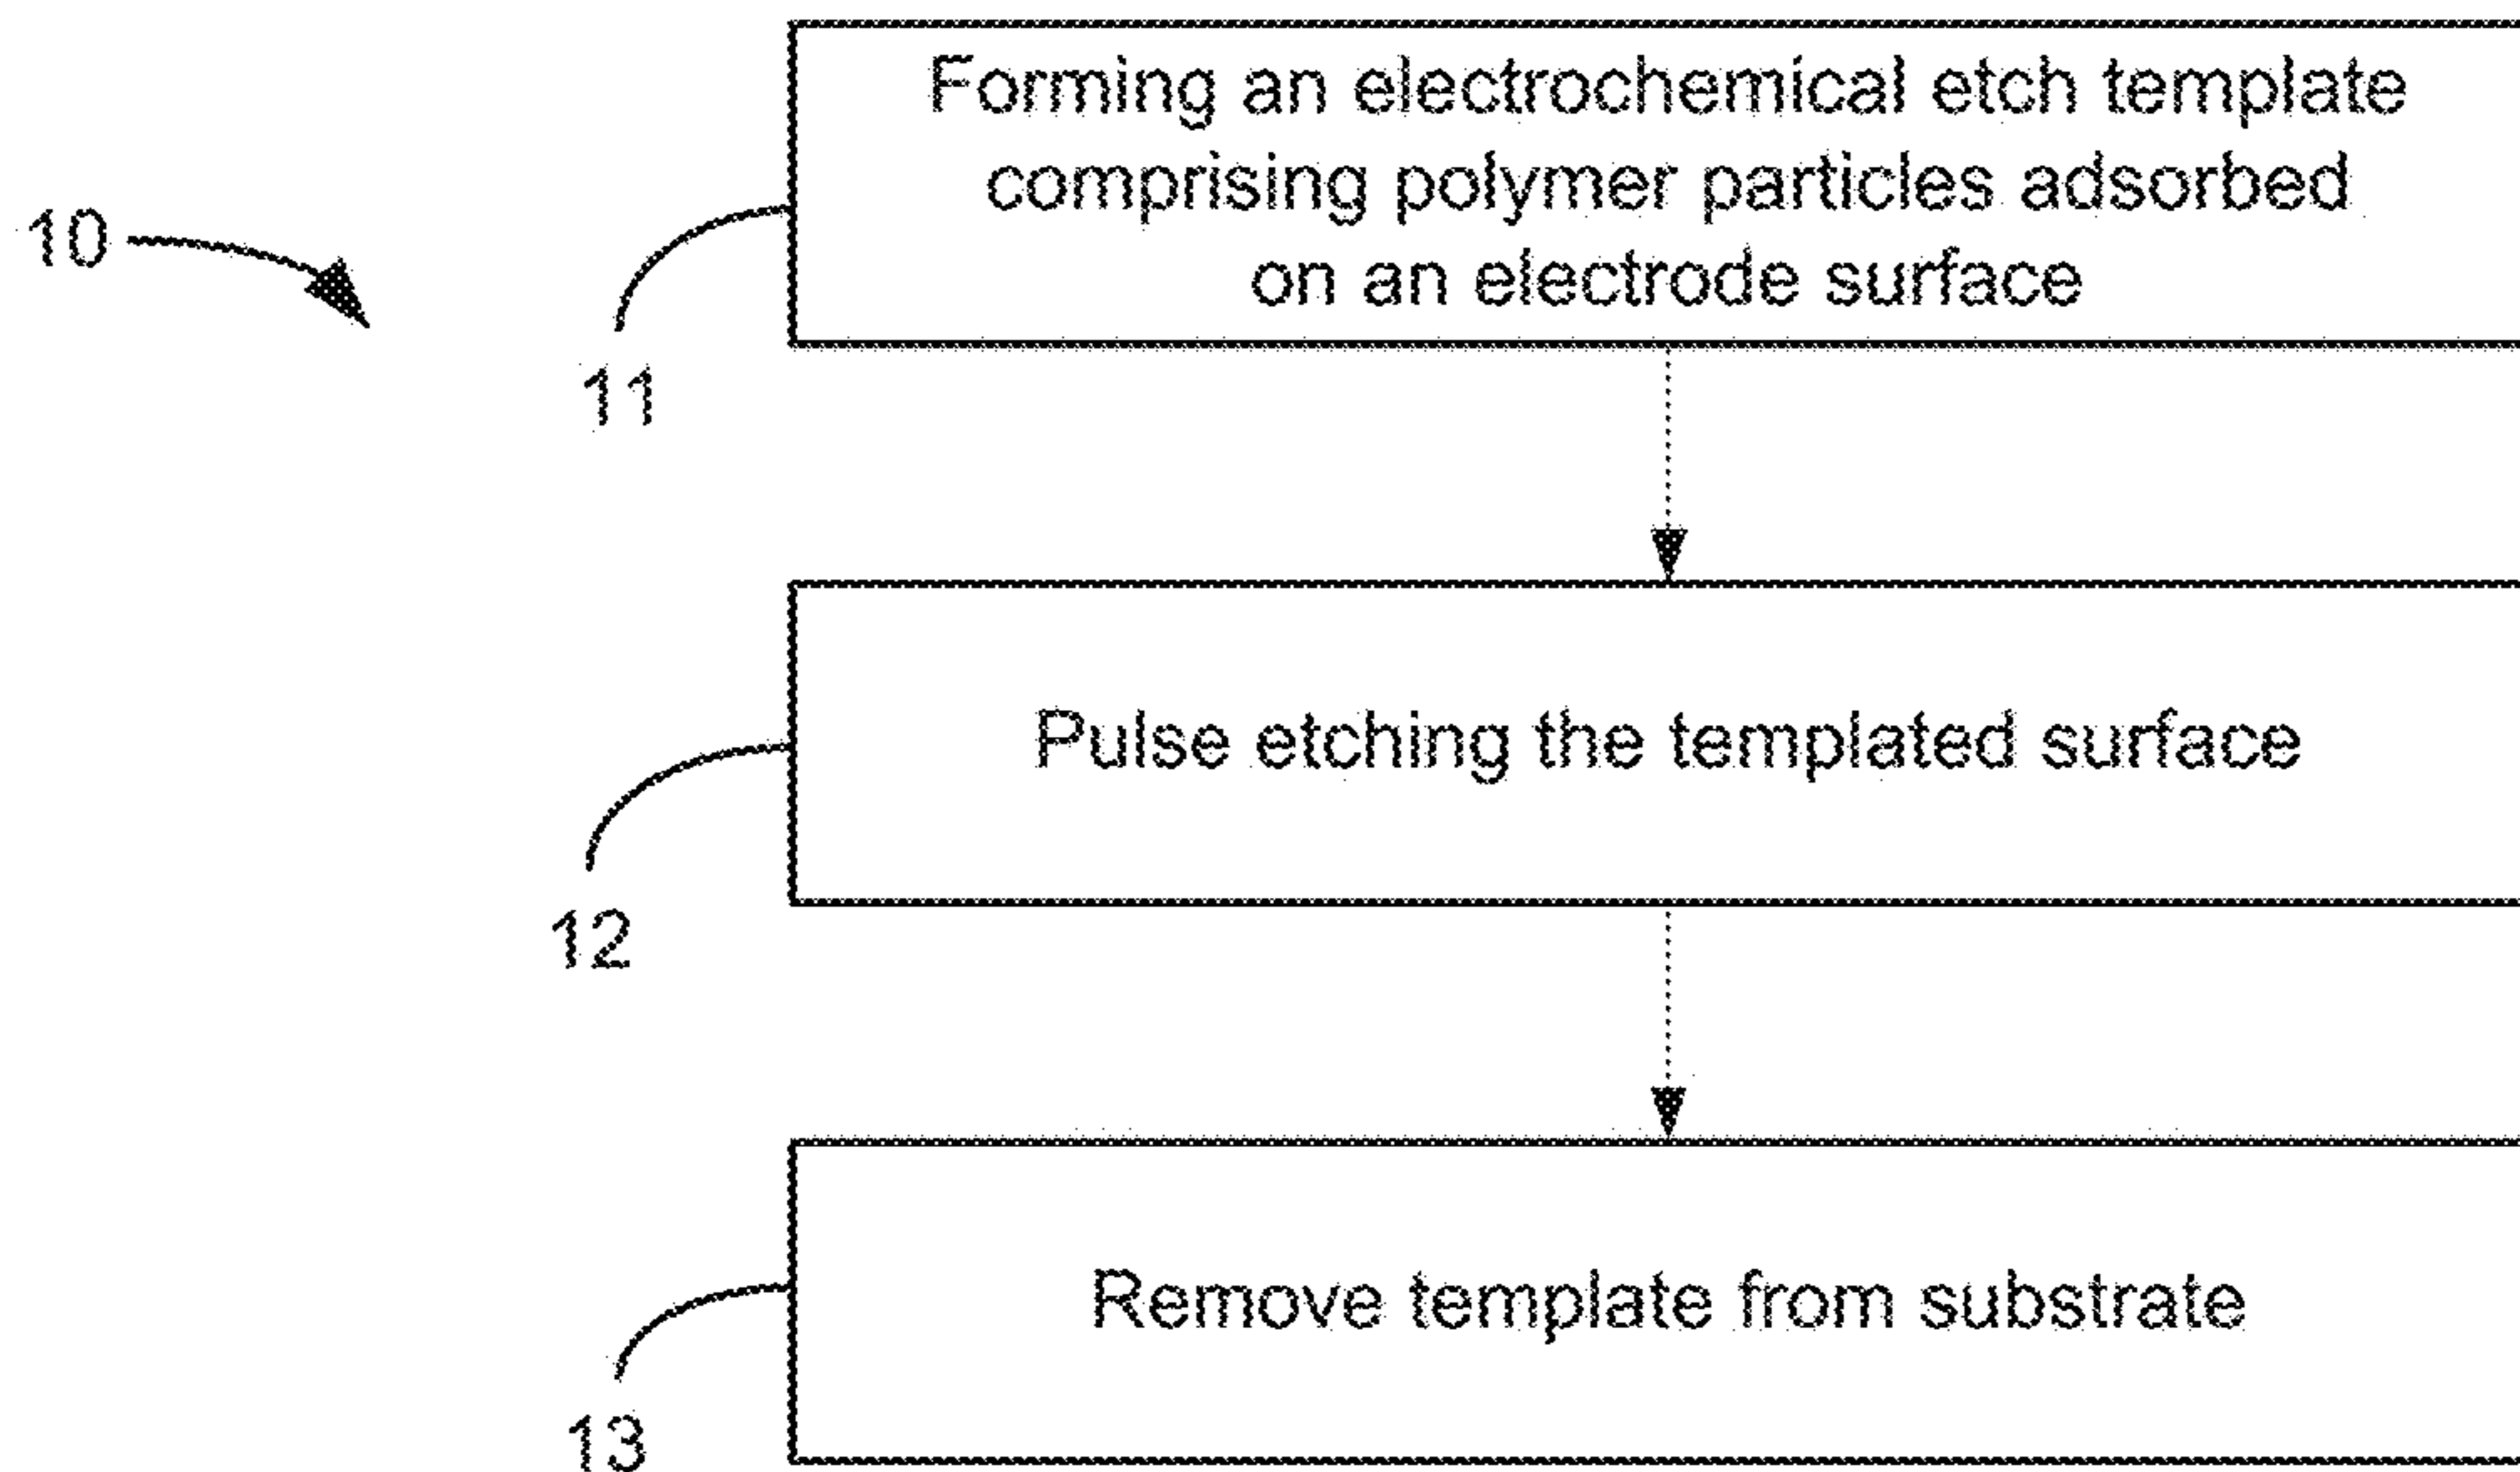 Forming an electrochemical etch template
comprising polymer particles adsorbed
on an electrode surface
10
11
Pulse etching the templated surface
12
Remove template from substrate
13